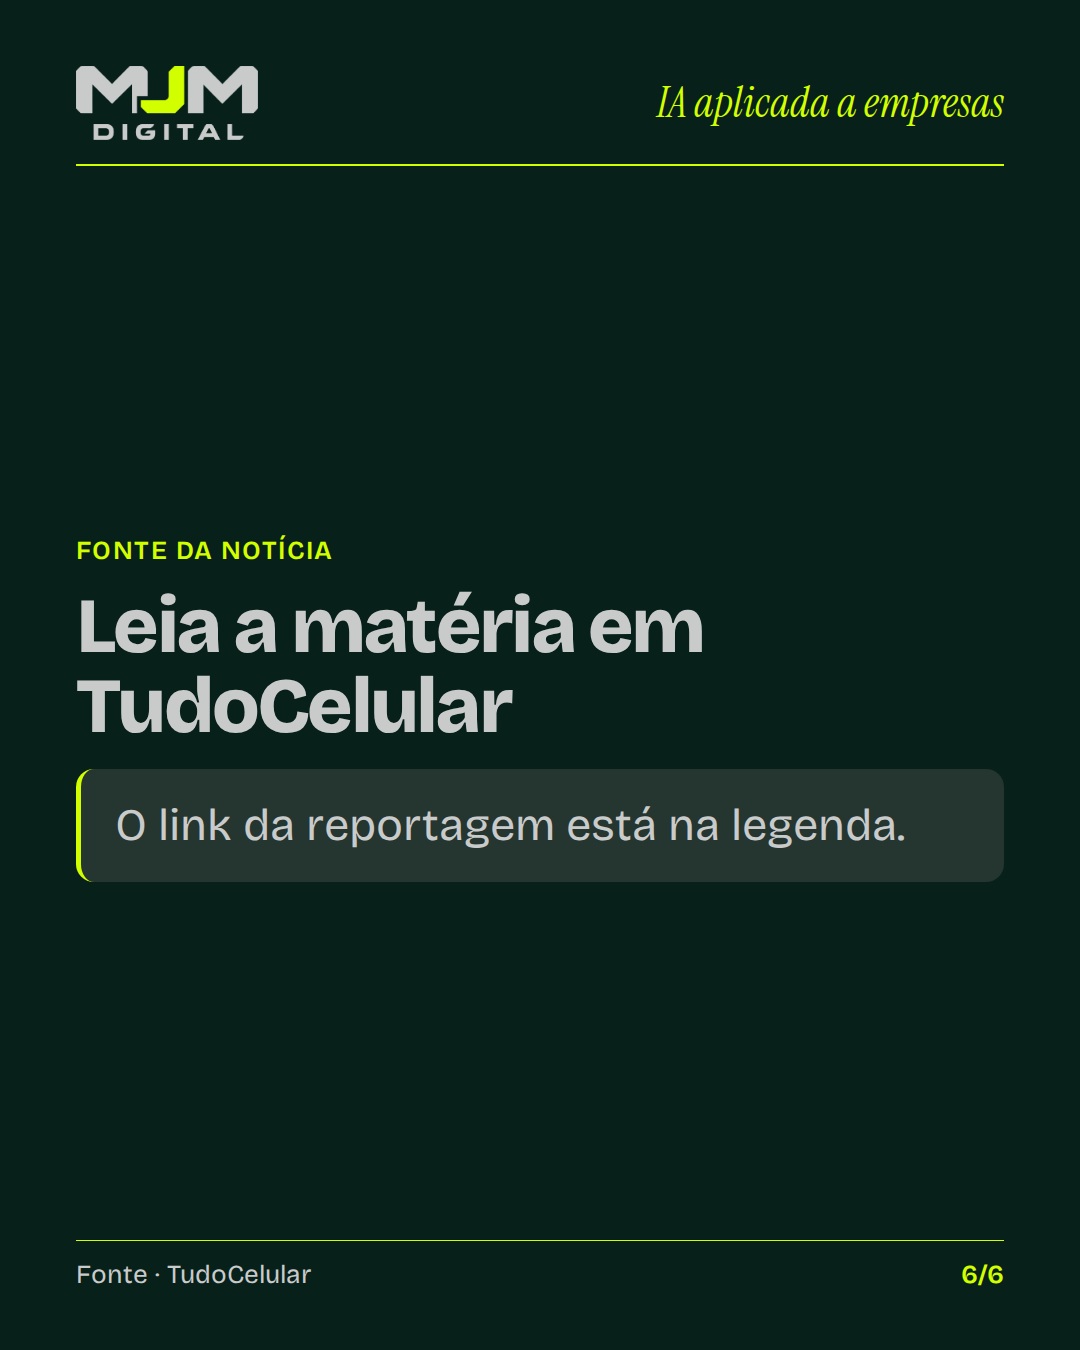 MJM
DIGITAL
IA aplicada a empresas
FONTE DA NOTÍCIA
Leia a matéria em
TudoCelular
O link da reportagem está na legenda.
Fonte · TudoCelular
6/6